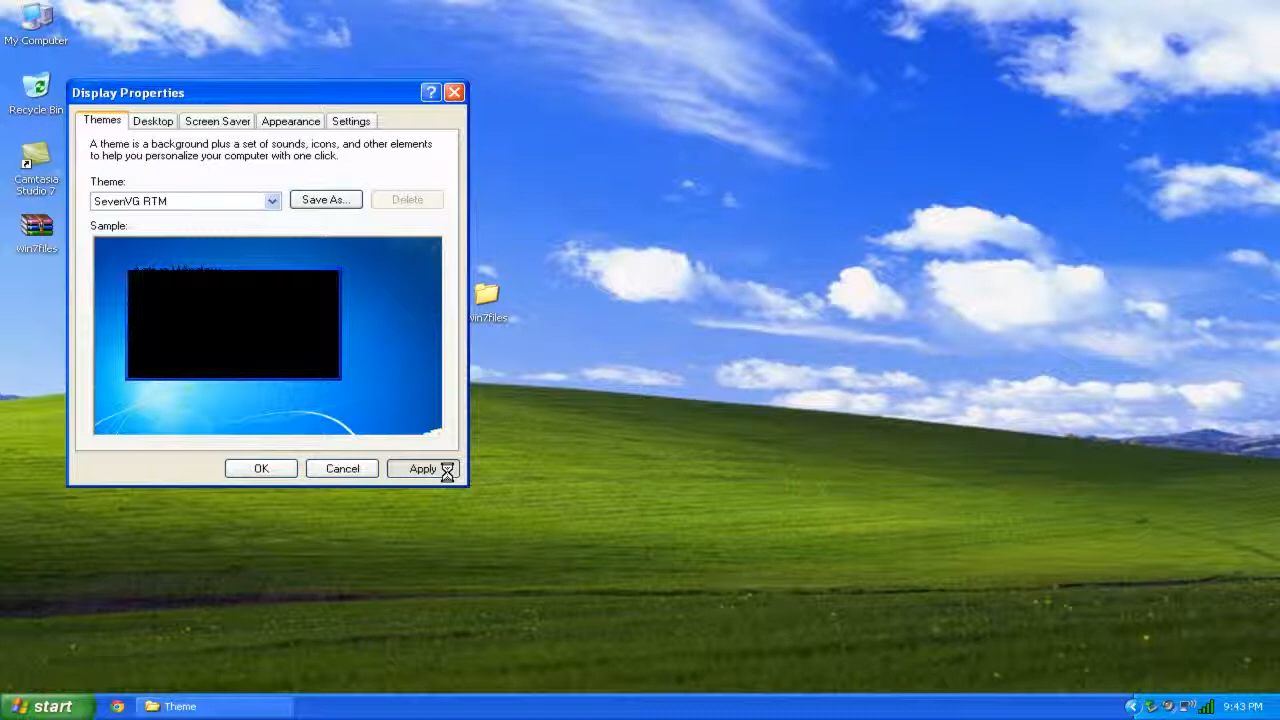 My Computer
Recycle Bin
Camtasia
Studio 7
win7files
Display Properties
?
Themes
Desktop
Screen Saver
Appearance
Settings
A theme is a background plus a set of sounds, icons, and other elements
to help you personalize your computer with one click.
Theme:
SevenVG RTM
Save As...
Delete
Sample:
OK
Cancel
Apply
win7files
start
Theme
9:43 PM